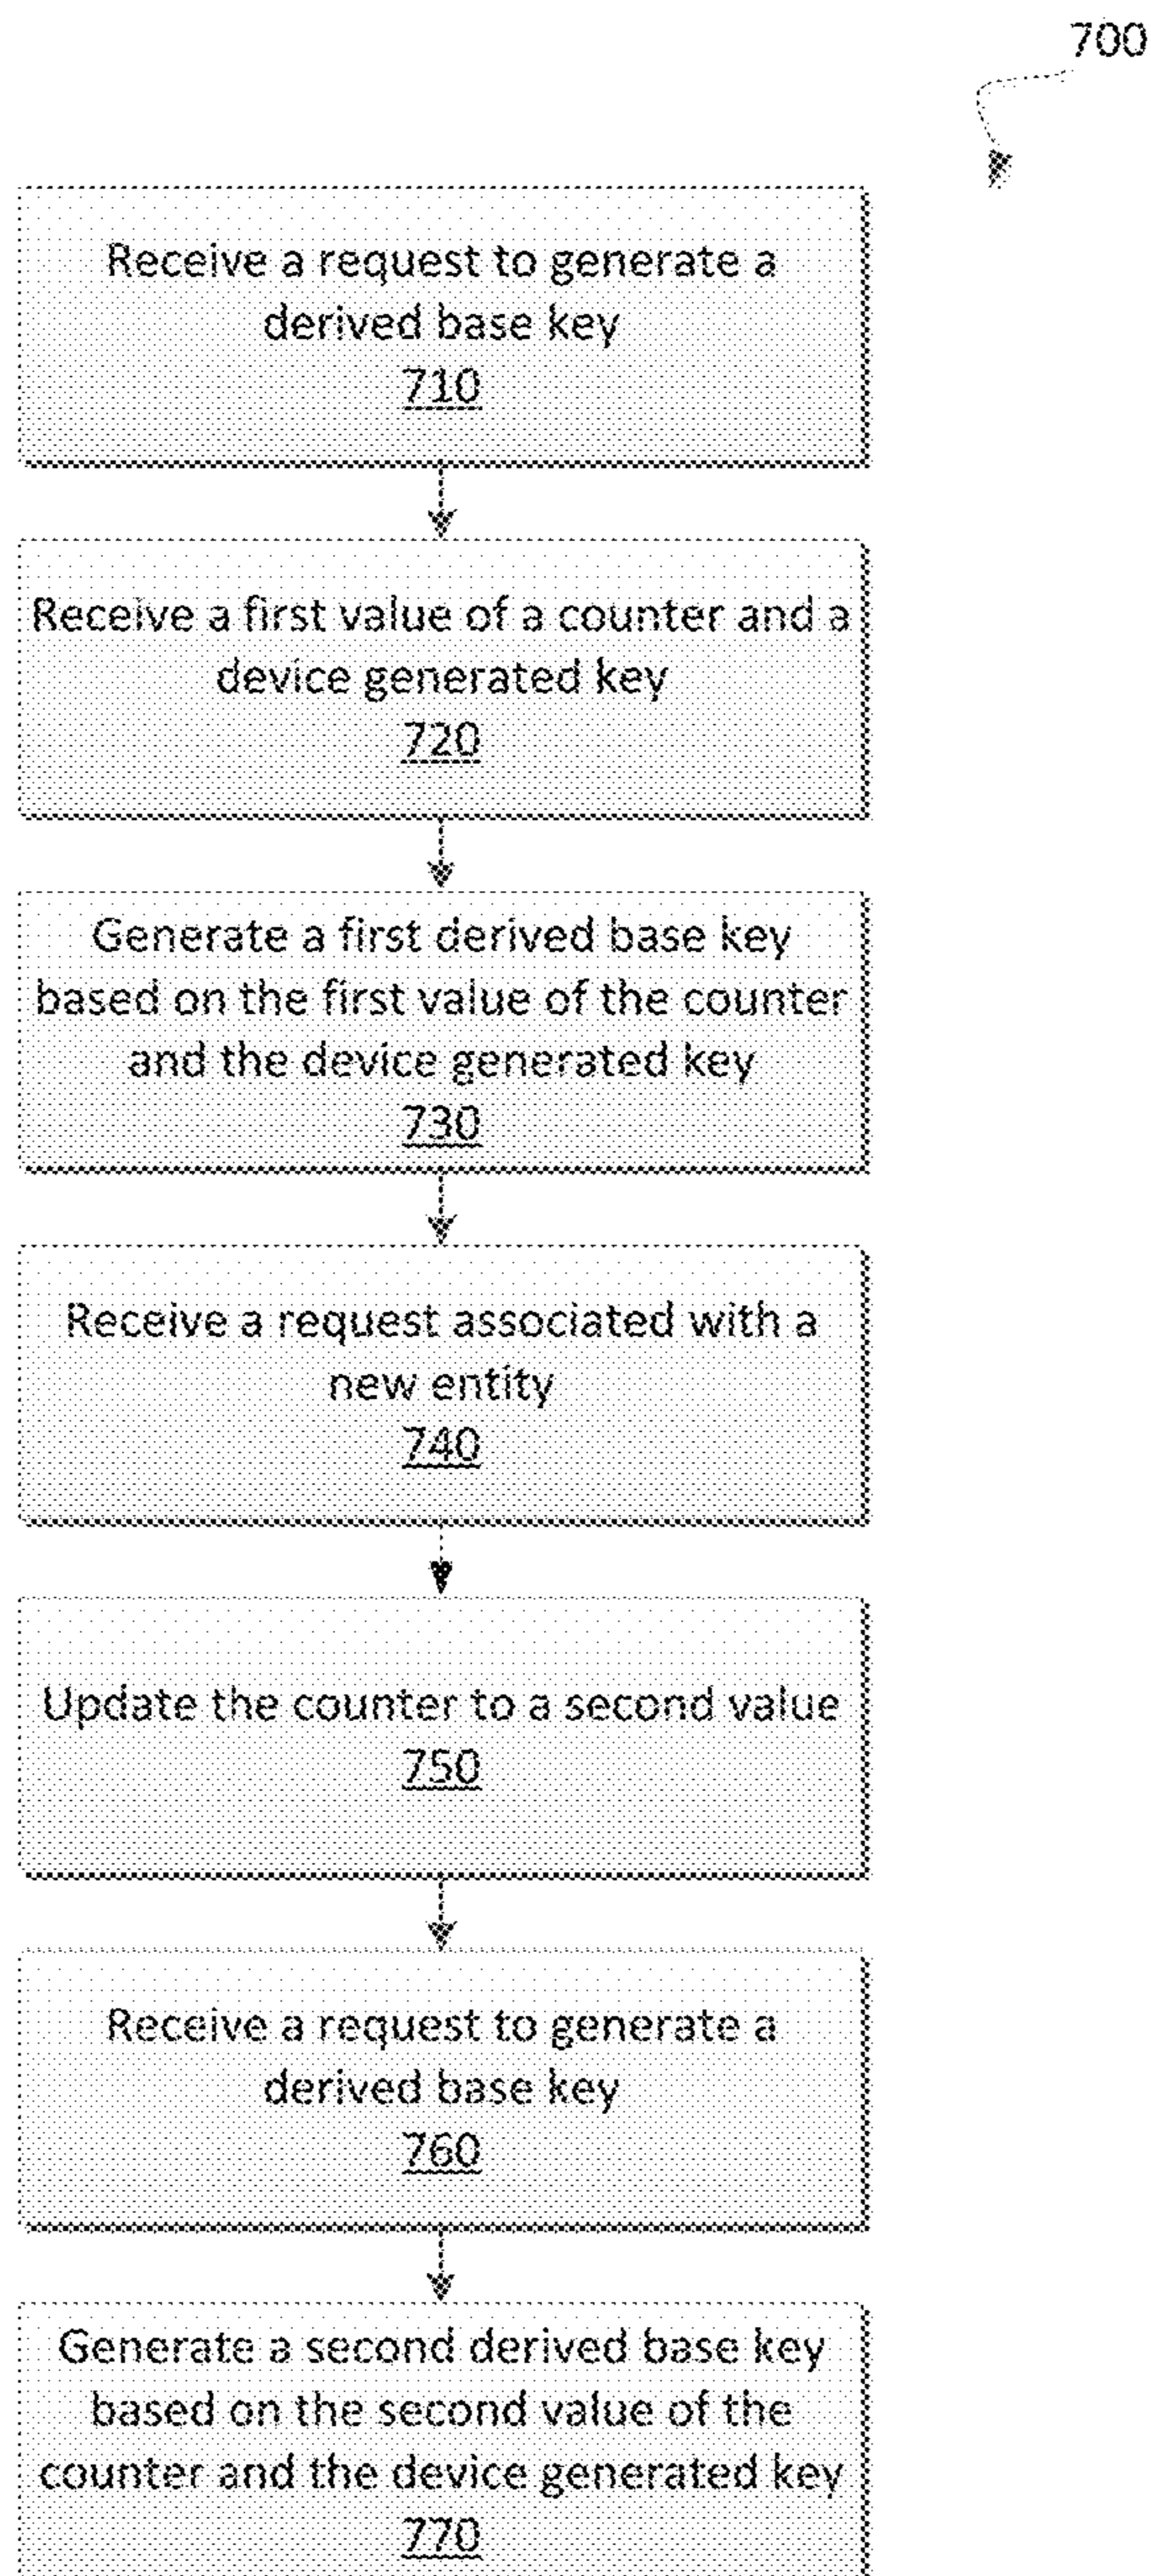 700
Receive a request to generate a
derived base key
710
Receive a first value of a counter and a
device generated key
720
Generate a first derived base key
based on the first value of the counter
and the device generated key
730
Receive a request associated with a
new entity
740
Update the counter to a second value
750
Receive a request to generate a
derived base key
760
Generate a second derived base key
based on the second value of the
counter and the device generated key
770